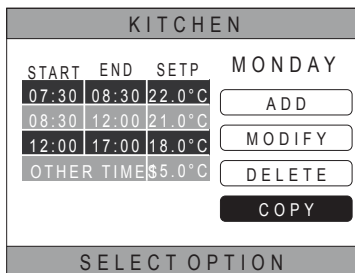 KITCHEN
START END SETP MONDAY
07:30 08:30 22.0°C
ADD
08:30 12:00 21.0°C
12:00 17:00 18.0°C
MODIFY
OTHER TIMES 5.0°C
DELETE
COPY
SELECT OPTION